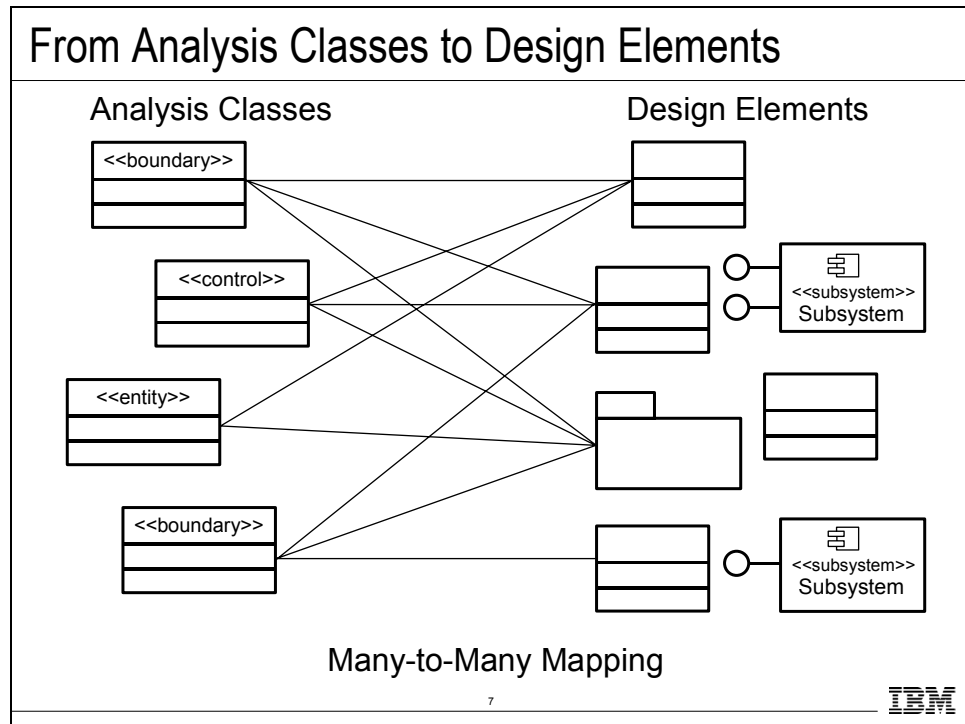 From Analysis Classes to Design Elements
Analysis Classes
Design Elements
<<boundary>>
<<control>>
<<entity>>
<<boundary>>
<<subsystem>>
Subsystem
<<subsystem>>
Subsystem
Many-to-Many Mapping
7
IBM